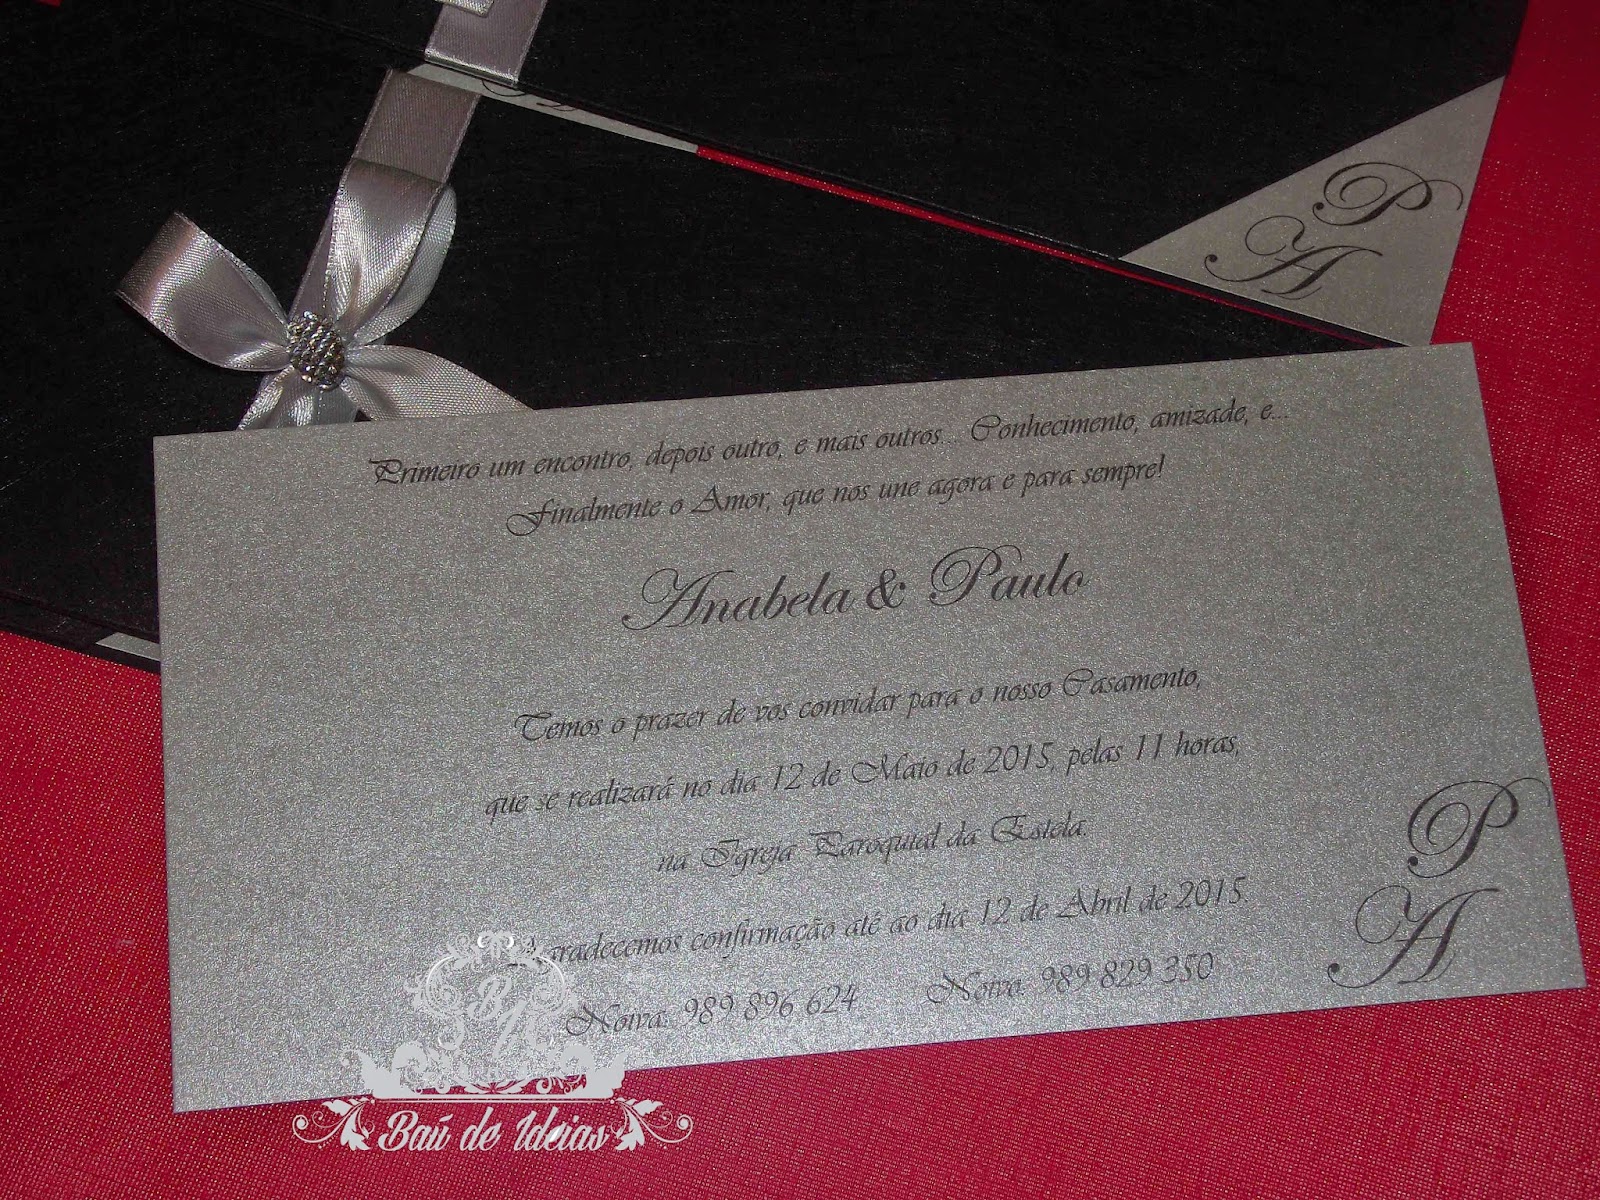 P
A
Primeiro um encontro, depois outro, e mais outros... Conhecimento, amizade, e...
Finalmente o Amor, que nos une agora e para sempre!
Anabela & Paulo
Temos o prazer de vos convidar para o nosso Casamento,
que se realizará no dia 12 de Maio de 2015, pelas 11 horas,
na Igreja Paroquial da Estela.
Agradecemos confirmação até ao dia 12 de Abril de 2015.
Noiva: 989 896 624 Noivo: 989 829 350
P
A
Baú de Ideias